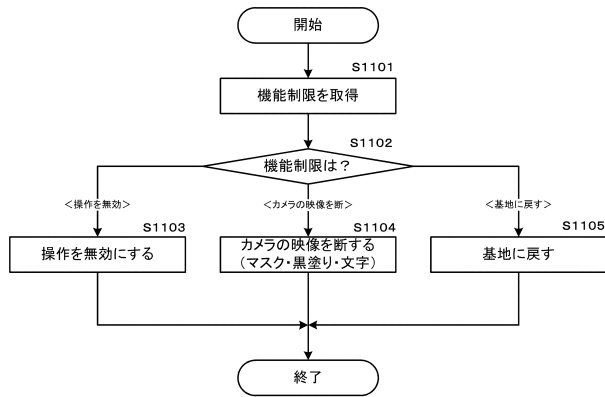 開始
S1101
機能制限を取得
S1102
機能制限は？
＜操作を無効＞
＜カメラの映像を断＞
＜基地に戻す＞
S1103
操作を無効にする
S1104
カメラの映像を断する
（マスク・黒塗り・文字）
S1105
基地に戻す
終了